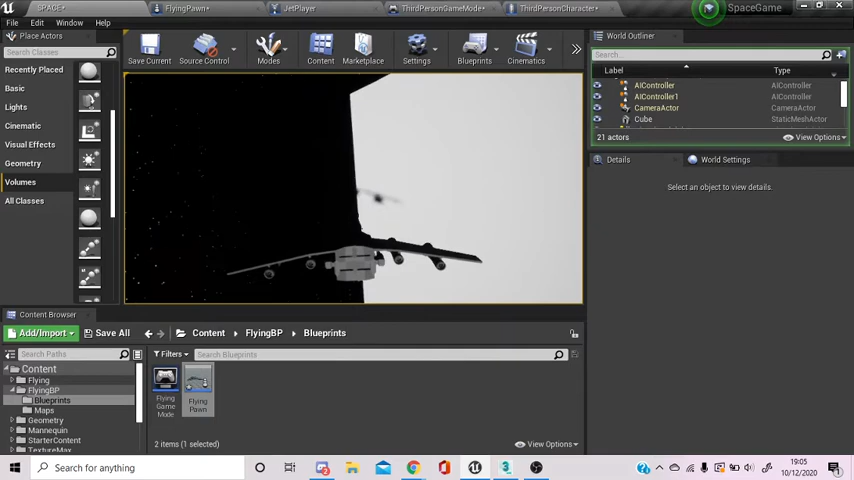 SPACE*
FlyingPawn*
JetPlayer
ThirdPersonGameMode*
ThirdPersonCharacter*
SpaceGame
File
Edit
Window
Help
Place Actors
Search Classes
Recently Placed
Basic
Lights
Cinematic
Visual Effects
Geometry
Volumes
All Classes
Save Current
Source Control
Modes
Content
Marketplace
Settings
Blueprints
Cinematics
World Outliner
Search...
Label
Type
AIController
AIController
AIController1
AIController
CameraActor
CameraActor
Cube
StaticMeshActor
21 actors
View Options
Details
World Settings
Select an object to view details.
Content Browser
Add/Import
Save All
Content
FlyingBP
Blueprints
Search Paths
Filters
Search Blueprints
Content
Flying
FlyingBP
Blueprints
Maps
Geometry
Mannequin
StarterContent
TextureMax
Flying
Game
Mode
Flying
Pawn
2 items (1 selected)
View Options
Search for anything
2
19:05
10/12/2020
1